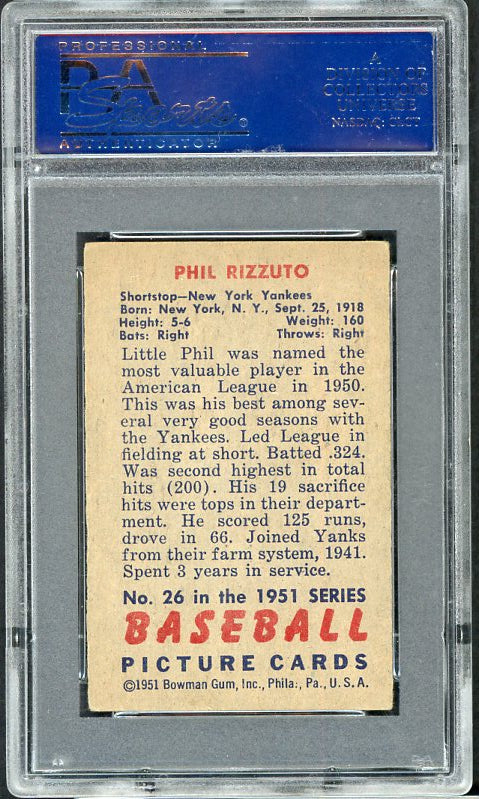 PROFESSIONAL
PSA
Sports®
AUTHENTICATOR
A
DIVISION OF
COLLECTORS
UNIVERSE
NASDAQ: CLCT
PHIL RIZZUTO
Shortstop—New York Yankees
Born: New York, N. Y., Sept. 25, 1918
Height: 5-6 Weight: 160
Bats: Right Throws: Right
Little Phil was named the
most valuable player in the
American League in 1950.
This was his best among sev-
eral very good seasons with
the Yankees. Led League in
fielding at short. Batted .324.
Was second highest in total
hits (200). His 19 sacrifice
hits were tops in their depart-
ment. He scored 125 runs,
drove in 66. Joined Yanks
from their farm system, 1941.
Spent 3 years in service.
No. 26 in the 1951 SERIES
BASEBALL
PICTURE CARDS
©1951 Bowman Gum, Inc., Phila., Pa., U. S. A.